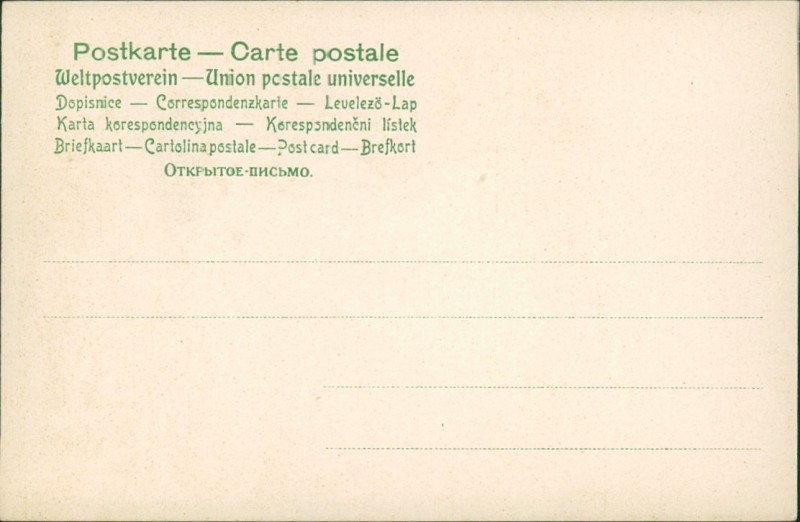 Postkarte — Carte postale
Weltpostverein — Union postale universelle
Dopisnice — Correspondenzkarte — Levelező-Lap
Karta korespondencyjna — Korespondenční lístek
Briefkaart — Cartolina postale — Post card — Brefkort
Открытое-письмо.